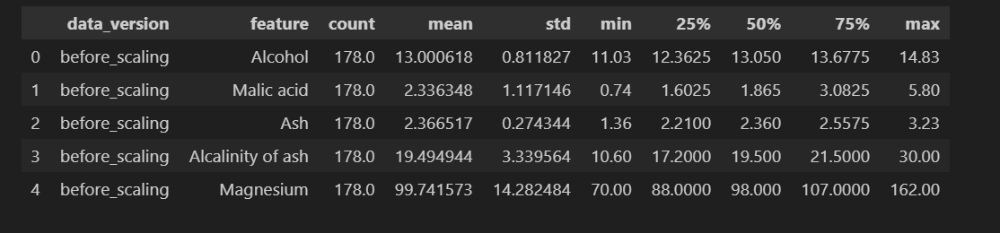 data_version feature count mean std min 25% 50% 75% max
0 before_scaling Alcohol 178.0 13.000618 0.811827 11.03 12.3625 13.050 13.6775 14.83
1 before_scaling Malic acid 178.0 2.336348 1.117146 0.74 1.6025 1.865 3.0825 5.80
2 before_scaling Ash 178.0 2.366517 0.274344 1.36 2.2100 2.360 2.5575 3.23
3 before_scaling Alcalinity of ash 178.0 19.494944 3.339564 10.60 17.2000 19.500 21.5000 30.00
4 before_scaling Magnesium 178.0 99.741573 14.282484 70.00 88.0000 98.000 107.0000 162.00